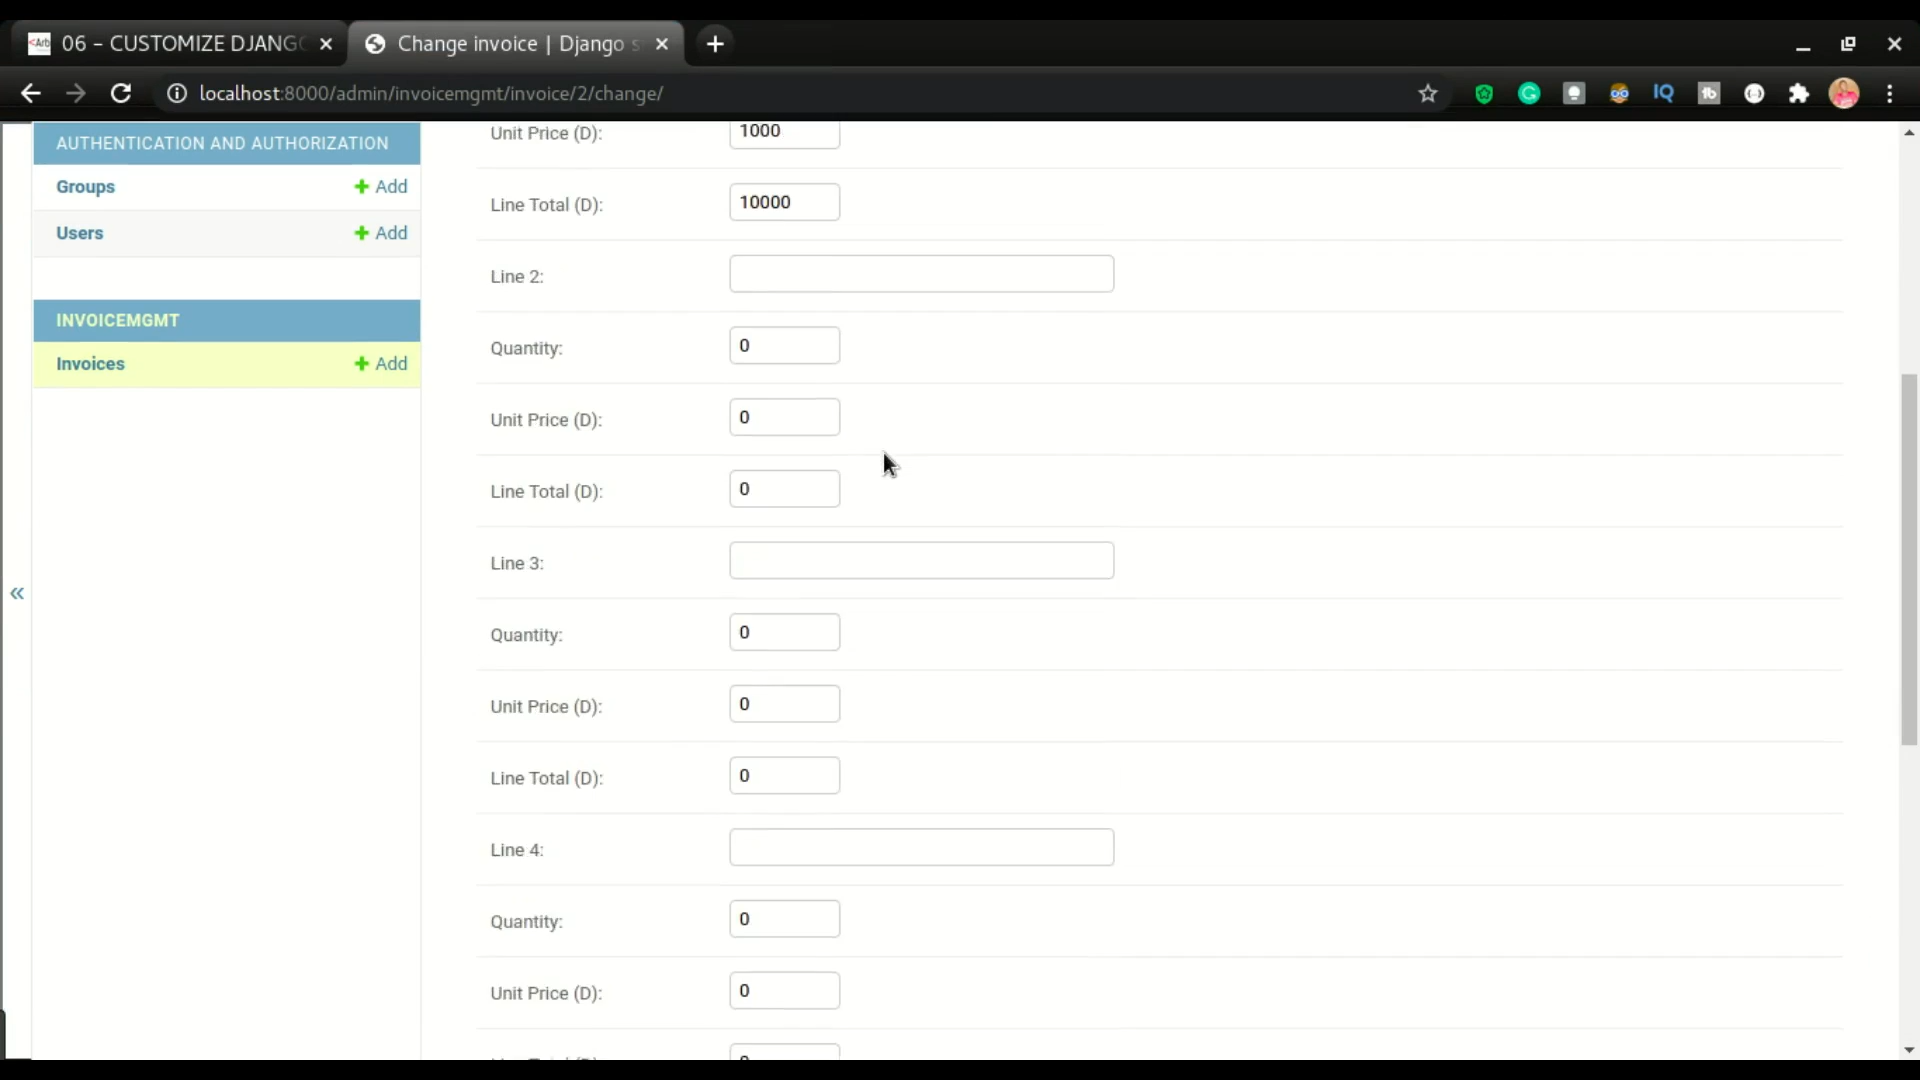 <Arb
06 – CUSTOMIZE DJANG
Change invoice | Django s
localhost:8000/admin/invoicemgmt/invoice/2/change/
IQ
AUTHENTICATION AND AUTHORIZATION
Groups
Add
Users
Add
INVOICEMGMT
Invoices
Add
Unit Price (D):
1000
Line Total (D):
10000
Line 2:
Quantity:
0
Unit Price (D):
0
Line Total (D):
0
Line 3:
Quantity:
0
Unit Price (D):
0
Line Total (D):
0
Line 4:
Quantity:
0
Unit Price (D):
0